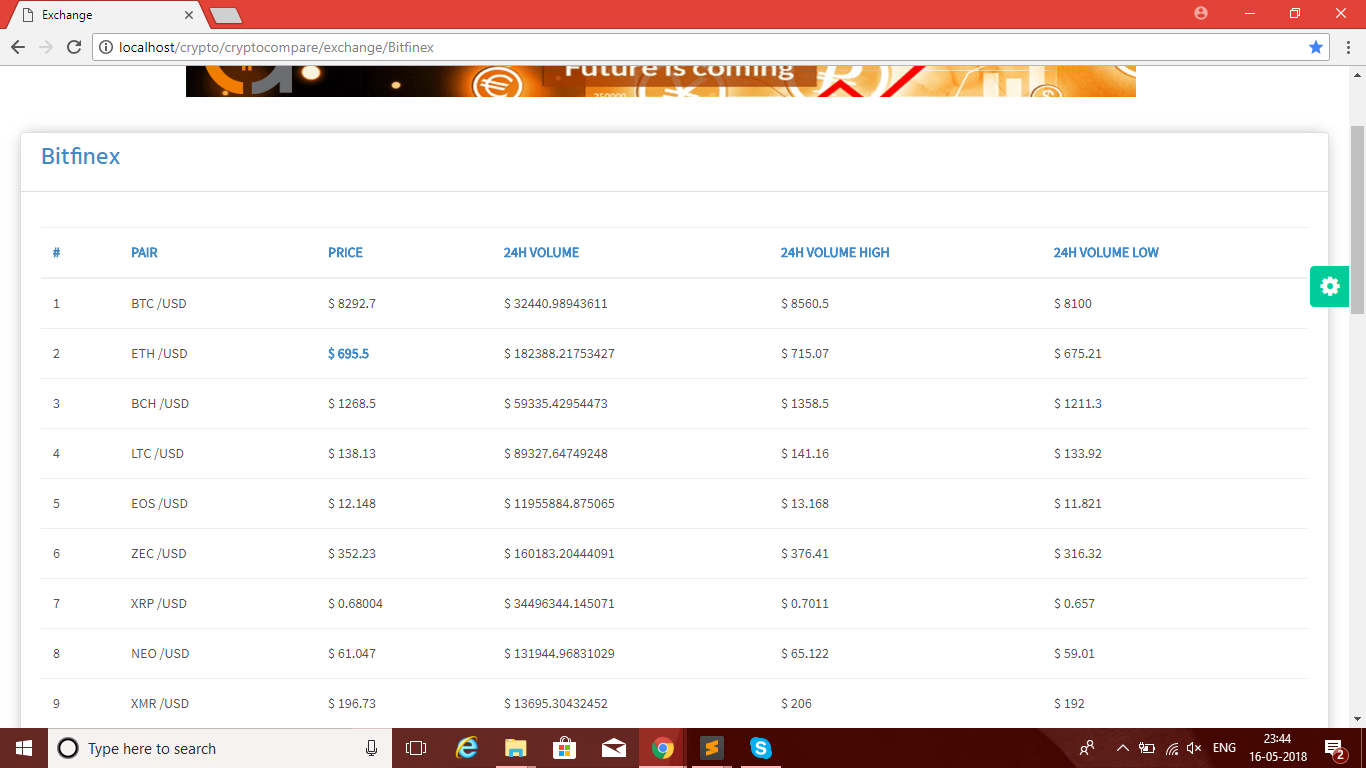 Exchange
localhost/crypto/cryptocompare/exchange/Bitfinex
Future is coming
250000
Bitfinex
# PAIR PRICE 24H VOLUME 24H VOLUME HIGH 24H VOLUME LOW
1 BTC /USD $ 8292.7 $ 32440.98943611 $ 8560.5 $ 8100
2 ETH /USD $ 695.5 $ 182388.21753427 $ 715.07 $ 675.21
3 BCH /USD $ 1268.5 $ 59335.42954473 $ 1358.5 $ 1211.3
4 LTC /USD $ 138.13 $ 89327.64749248 $ 141.16 $ 133.92
5 EOS /USD $ 12.148 $ 11955884.875065 $ 13.168 $ 11.821
6 ZEC /USD $ 352.23 $ 160183.20444091 $ 376.41 $ 316.32
7 XRP /USD $ 0.68004 $ 34496344.145071 $ 0.7011 $ 0.657
8 NEO /USD $ 61.047 $ 131944.96831029 $ 65.122 $ 59.01
9 XMR /USD $ 196.73 $ 13695.30432452 $ 206 $ 192
Type here to search
ENG
23:44
16-05-2018
2